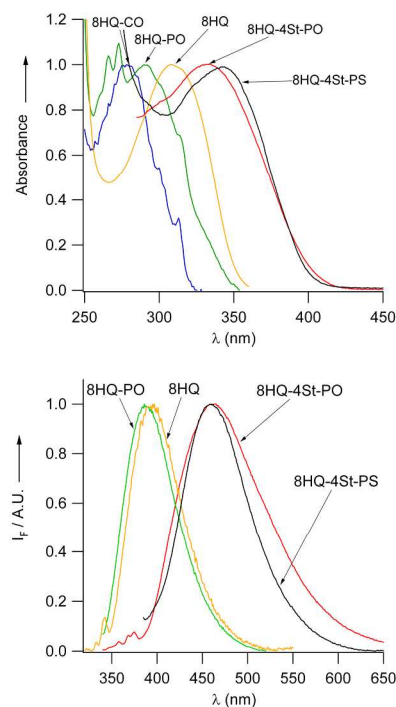 8HQ-CO
8HQ-PO
8HQ
8HQ-4St-PO
8HQ-4St-PS
Absorbance
1.2
1.0
0.8
0.6
0.4
0.2
0.0
250
300
350
400
450
λ (nm)
8HQ-PO
8HQ
8HQ-4St-PO
8HQ-4St-PS
I_F / A.U.
1.0
0.8
0.6
0.4
0.2
0.0
350
400
450
500
550
600
650
λ (nm)